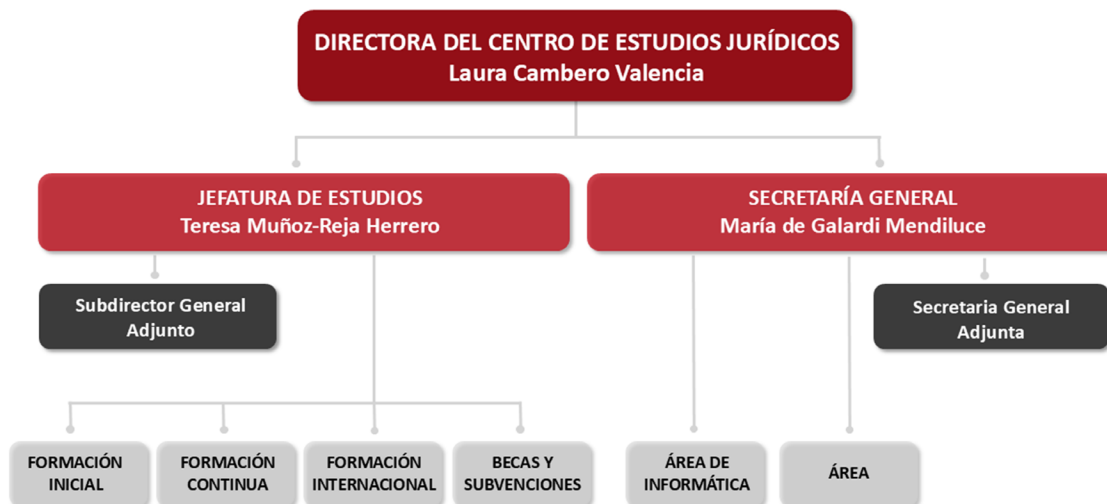 DIRECTORA DEL CENTRO DE ESTUDIOS JURÍDICOS
Laura Cambero Valencia
JEFATURA DE ESTUDIOS
Teresa Muñoz-Reja Herrero
SECRETARÍA GENERAL
María de Galardi Mendiluce
Subdirector General
Adjunto
Secretaria General
Adjunta
FORMACIÓN
INICIAL
FORMACIÓN
CONTINUA
FORMACIÓN
INTERNACIONAL
BECAS Y
SUBVENCIONES
ÁREA DE
INFORMÁTICA
ÁREA